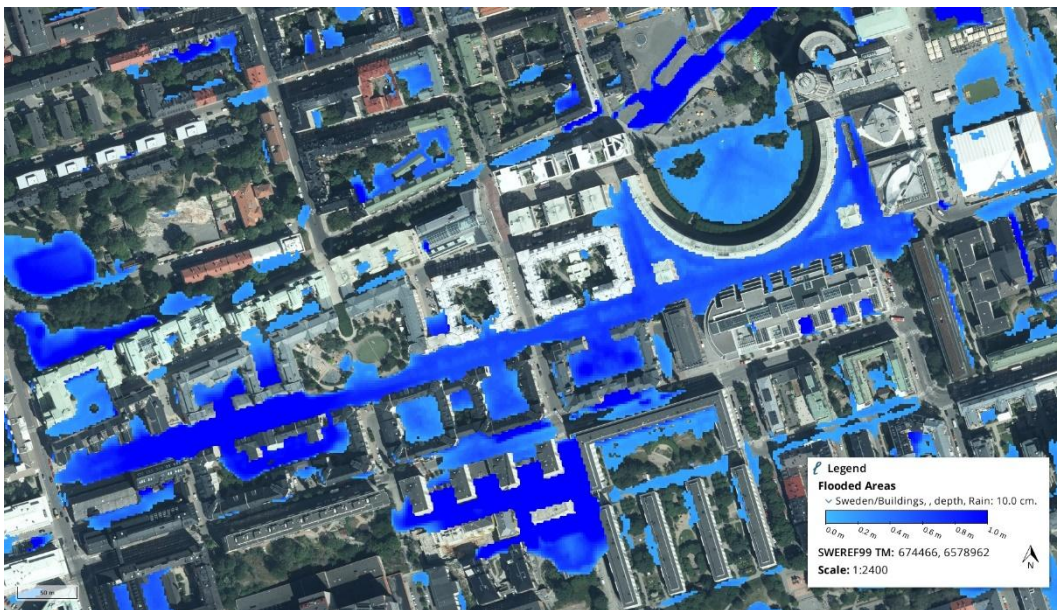 Legend
Flooded Areas
Sweden/Buildings, , depth, Rain: 10.0 cm.
0.0 m 0.2 m 0.4 m 0.6 m 0.8 m 1.0 m
SWEREF99 TM: 674466, 6578962
Scale: 1:2400
N
50 m